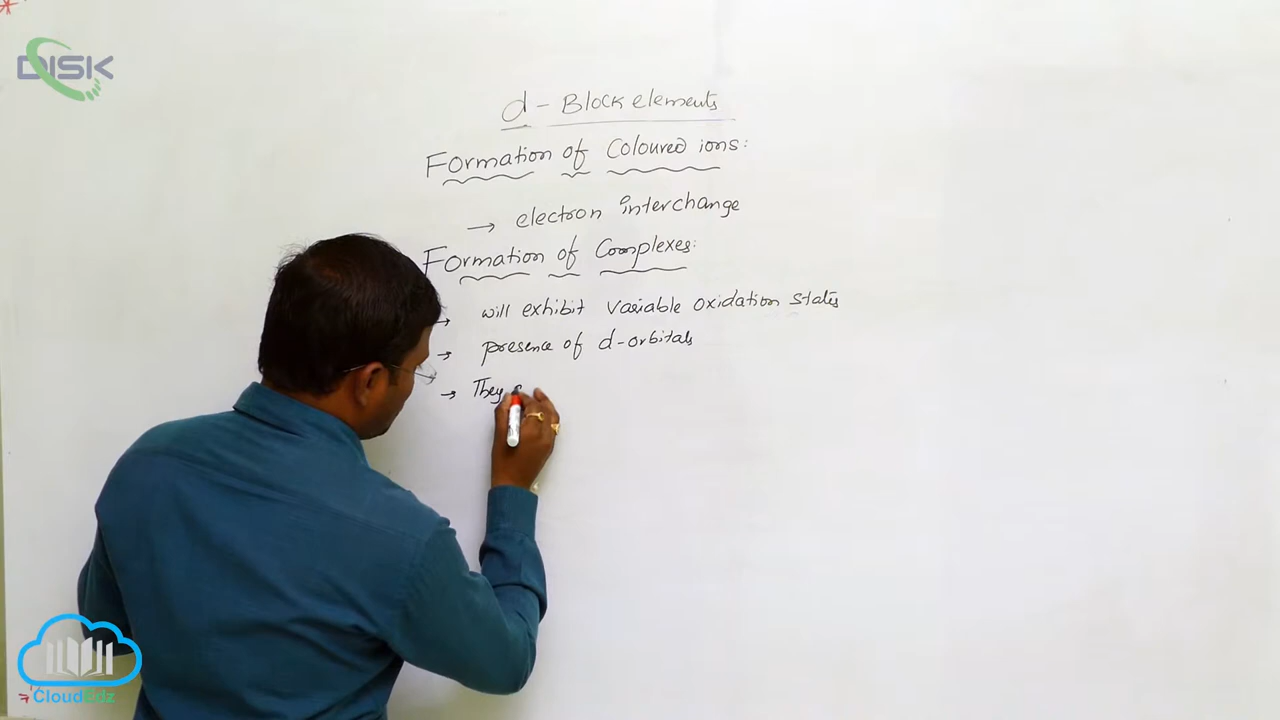 DISK
d - Block elements
Formation of Coloured ions:
→ electron interchange
Formation of Complexes:
→ will exhibit variable oxidation states
→ presence of d-orbitals
→ They
CloudEdz